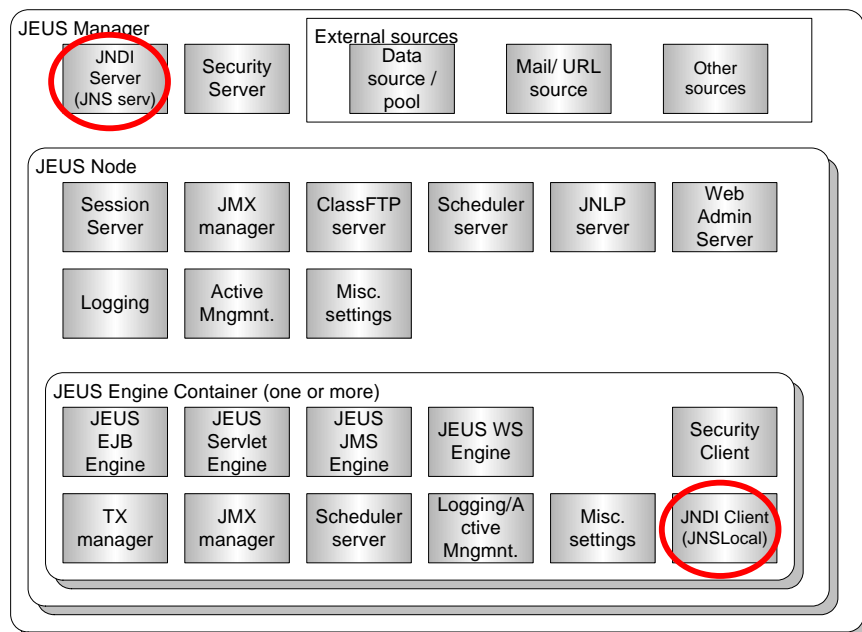 JEUS Manager
JNDI
Server
(JNS serv)
Security
Server
External sources
Data
source /
pool
Mail/ URL
source
Other
sources
JEUS Node
Session
Server
JMX
manager
ClassFTP
server
Scheduler
server
JNLP
server
Web
Admin
Server
Logging
Active
Mngmnt.
Misc.
settings
JEUS Engine Container (one or more)
JEUS
EJB
Engine
JEUS
Servlet
Engine
JEUS
JMS
Engine
JEUS WS
Engine
Security
Client
TX
manager
JMX
manager
Scheduler
server
Logging/A
ctive
Mngmnt.
Misc.
settings
JNDI Client
(JNSLocal)